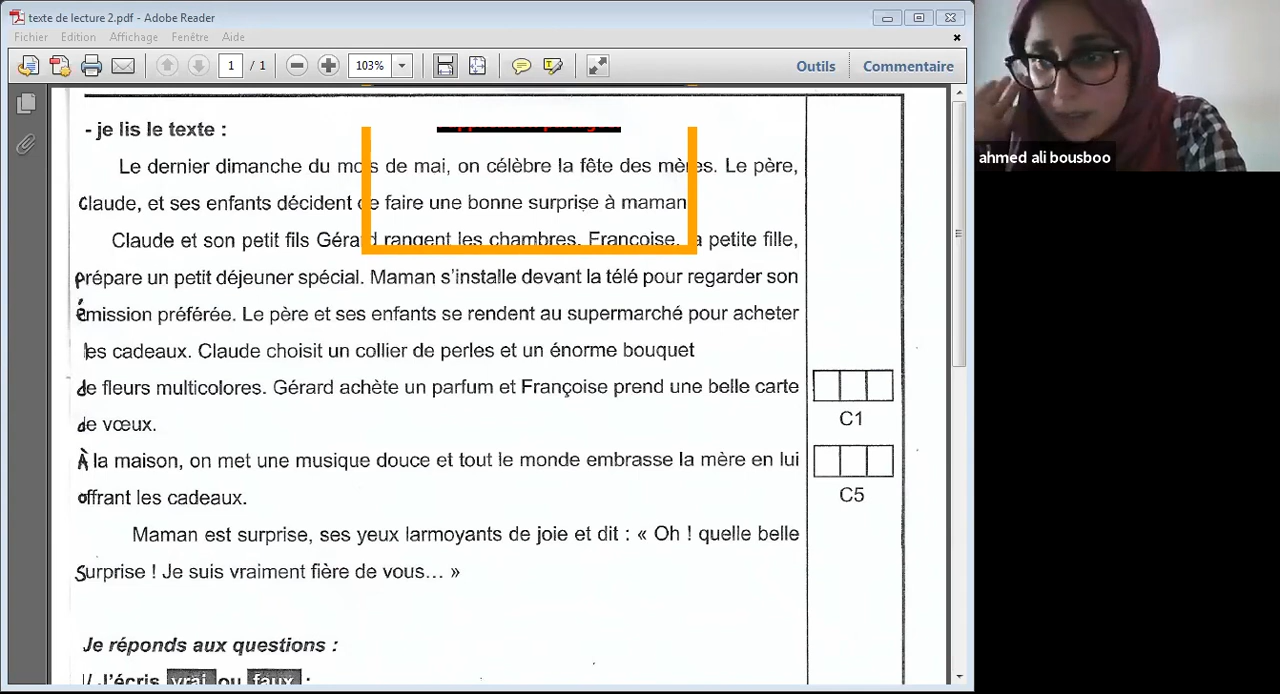 texte de lecture 2.pdf - Adobe Reader
Fichier Edition Affichage Fenêtre Aide
1 / 1 103% Outils Commentaire
- je lis le texte :
Le dernier dimanche du mois de mai, on célèbre la fête des mères. Le père,
Claude, et ses enfants décident de faire une bonne surprise à maman
Claude et son petit fils Gérard rangent les chambres. Françoise, la petite fille,
prépare un petit déjeuner spécial. Maman s'installe devant la télé pour regarder son
émission préférée. Le père et ses enfants se rendent au supermarché pour acheter
les cadeaux. Claude choisit un collier de perles et un énorme bouquet
de fleurs multicolores. Gérard achète un parfum et Françoise prend une belle carte
de vœux.
À la maison, on met une musique douce et tout le monde embrasse la mère en lui
offrant les cadeaux.
Maman est surprise, ses yeux larmoyants de joie et dit : « Oh ! quelle belle
Surprise ! Je suis vraiment fière de vous… »
C1
C5
Je réponds aux questions :
J'écris vrai ou faux :
ahmed ali bousboo